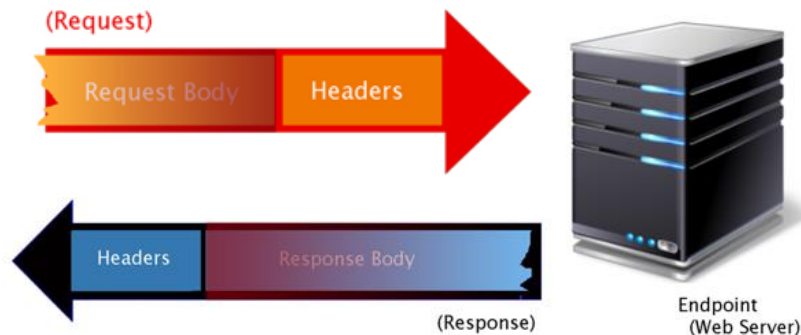 (Request)
Request Body
Headers
Headers
Response Body
(Response)
Endpoint
(Web Server)